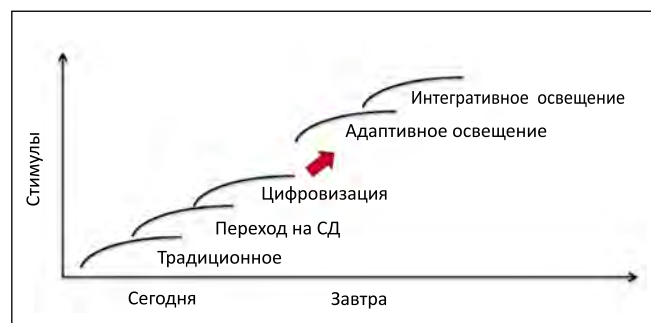 Интегративное освещение
Адаптивное освещение
Цифровизация
Переход на СД
Традиционное
Стимулы
Сегодня
Завтра